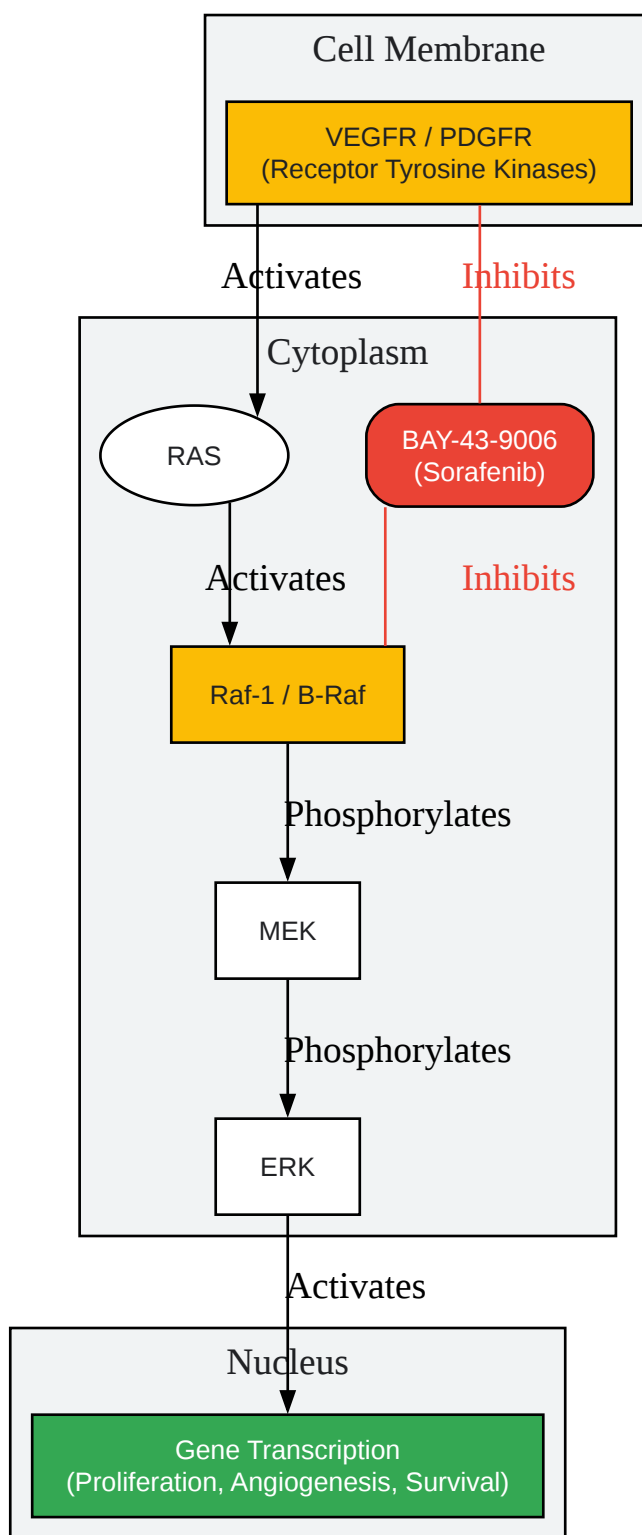 Cell Membrane
VEGFR / PDGFR
(Receptor Tyrosine Kinases)
Activates
Inhibits
Cytoplasm
RAS
BAY-43-9006
(Sorafenib)
Activates
Inhibits
Raf-1 / B-Raf
Phosphorylates
MEK
Phosphorylates
ERK
Activates
Nucleus
Gene Transcription
(Proliferation, Angiogenesis, Survival)